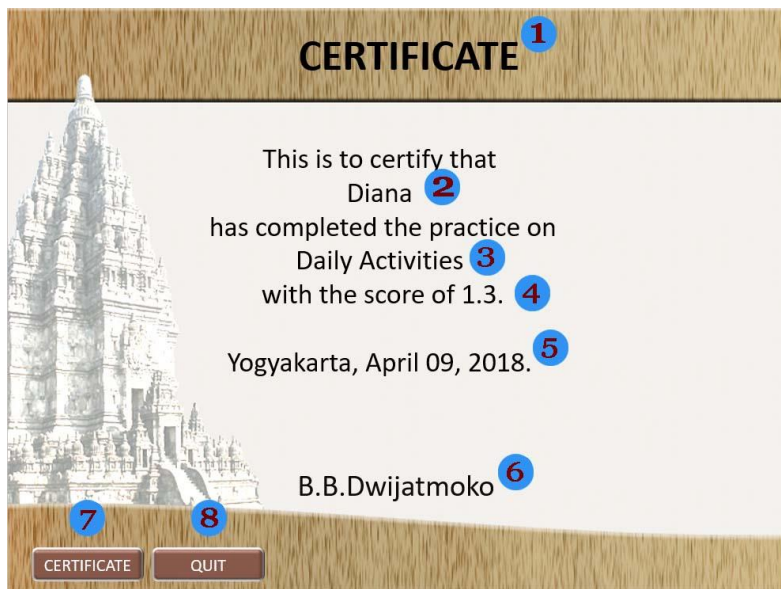 CERTIFICATE 1
This is to certify that
Diana 2
has completed the practice on
Daily Activities 3
with the score of 1.3. 4
Yogyakarta, April 09, 2018. 5
B.B.Dwijatmoko 6
7 8
CERTIFICATE QUIT